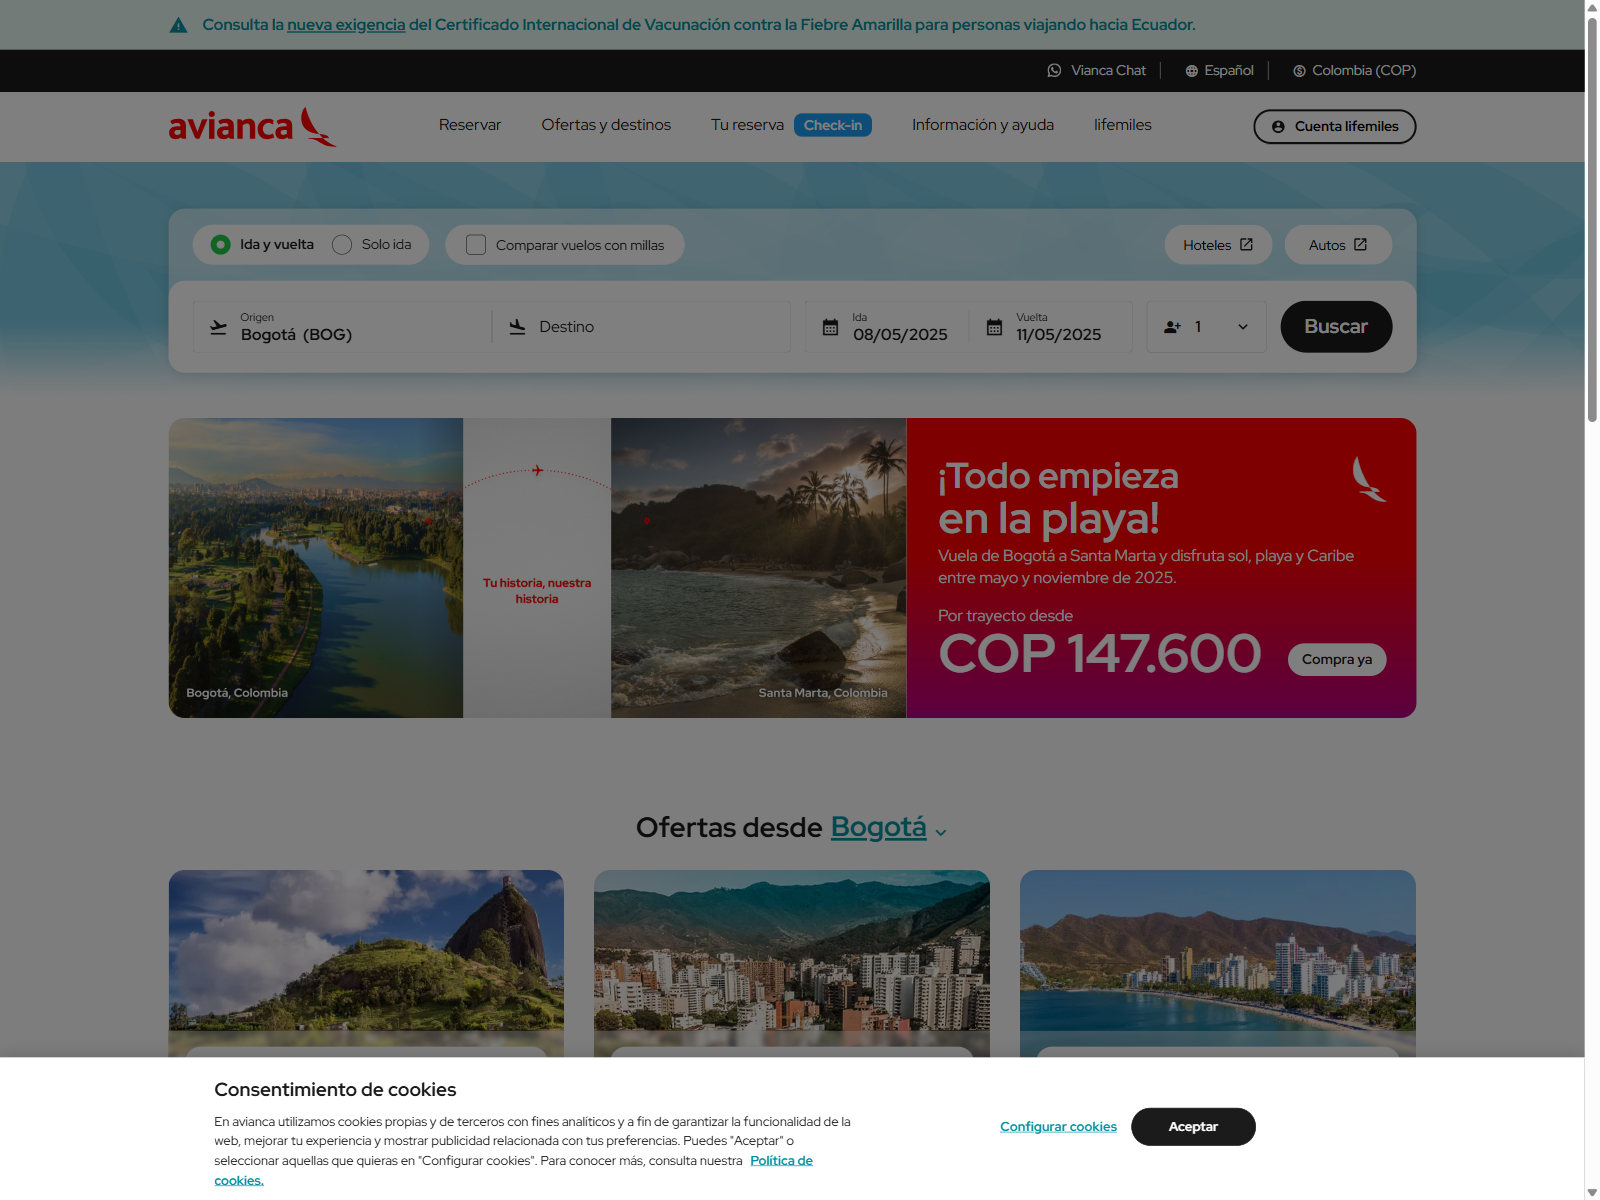 Consulta la nueva exigencia del Certificado Internacional de Vacunación contra la Fiebre Amarilla para personas viajando hacia Ecuador.
Vianca Chat
Español
Colombia (COP)
avianca
Reservar
Ofertas y destinos
Tu reserva
Check-in
Información y ayuda
lifemiles
Cuenta lifemiles
Ida y vuelta
Solo ida
Comparar vuelos con millas
Hoteles
Autos
Origen
Bogotá (BOG)
Destino
Ida
08/05/2025
Vuelta
11/05/2025
1
Buscar
Tu historia, nuestra
historia
Bogotá, Colombia
Santa Marta, Colombia
¡Todo empieza
en la playa!
Vuela de Bogotá a Santa Marta y disfruta sol, playa y Caribe
entre mayo y noviembre de 2025.
Por trayecto desde
COP 147.600
Compra ya
Ofertas desde Bogotá
Consentimiento de cookies
En avianca utilizamos cookies propias y de terceros con fines analíticos y a fin de garantizar la funcionalidad de la
web, mejorar tu experiencia y mostrar publicidad relacionada con tus preferencias. Puedes "Aceptar" o
seleccionar aquellas que quieras en "Configurar cookies". Para conocer más, consulta nuestra Política de
cookies.
Configurar cookies
Aceptar